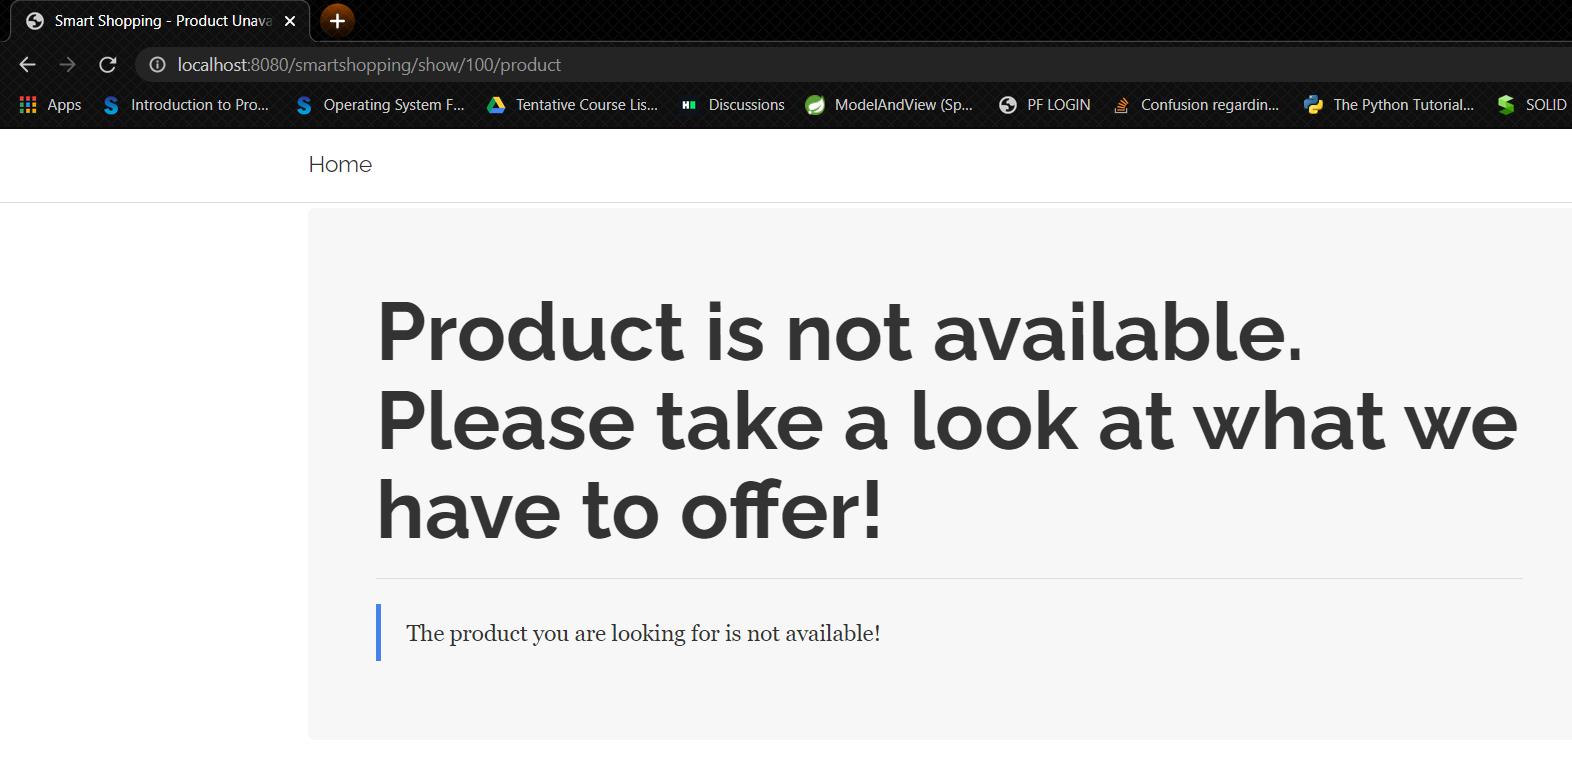 Smart Shopping - Product Unava
localhost:8080/smartshopping/show/100/product
Apps Introduction to Pro... Operating System F... Tentative Course Lis... Discussions ModelAndView (Sp... PF LOGIN Confusion regardin... The Python Tutorial... SOLID
Home
Product is not available.
Please take a look at what we
have to offer!
The product you are looking for is not available!